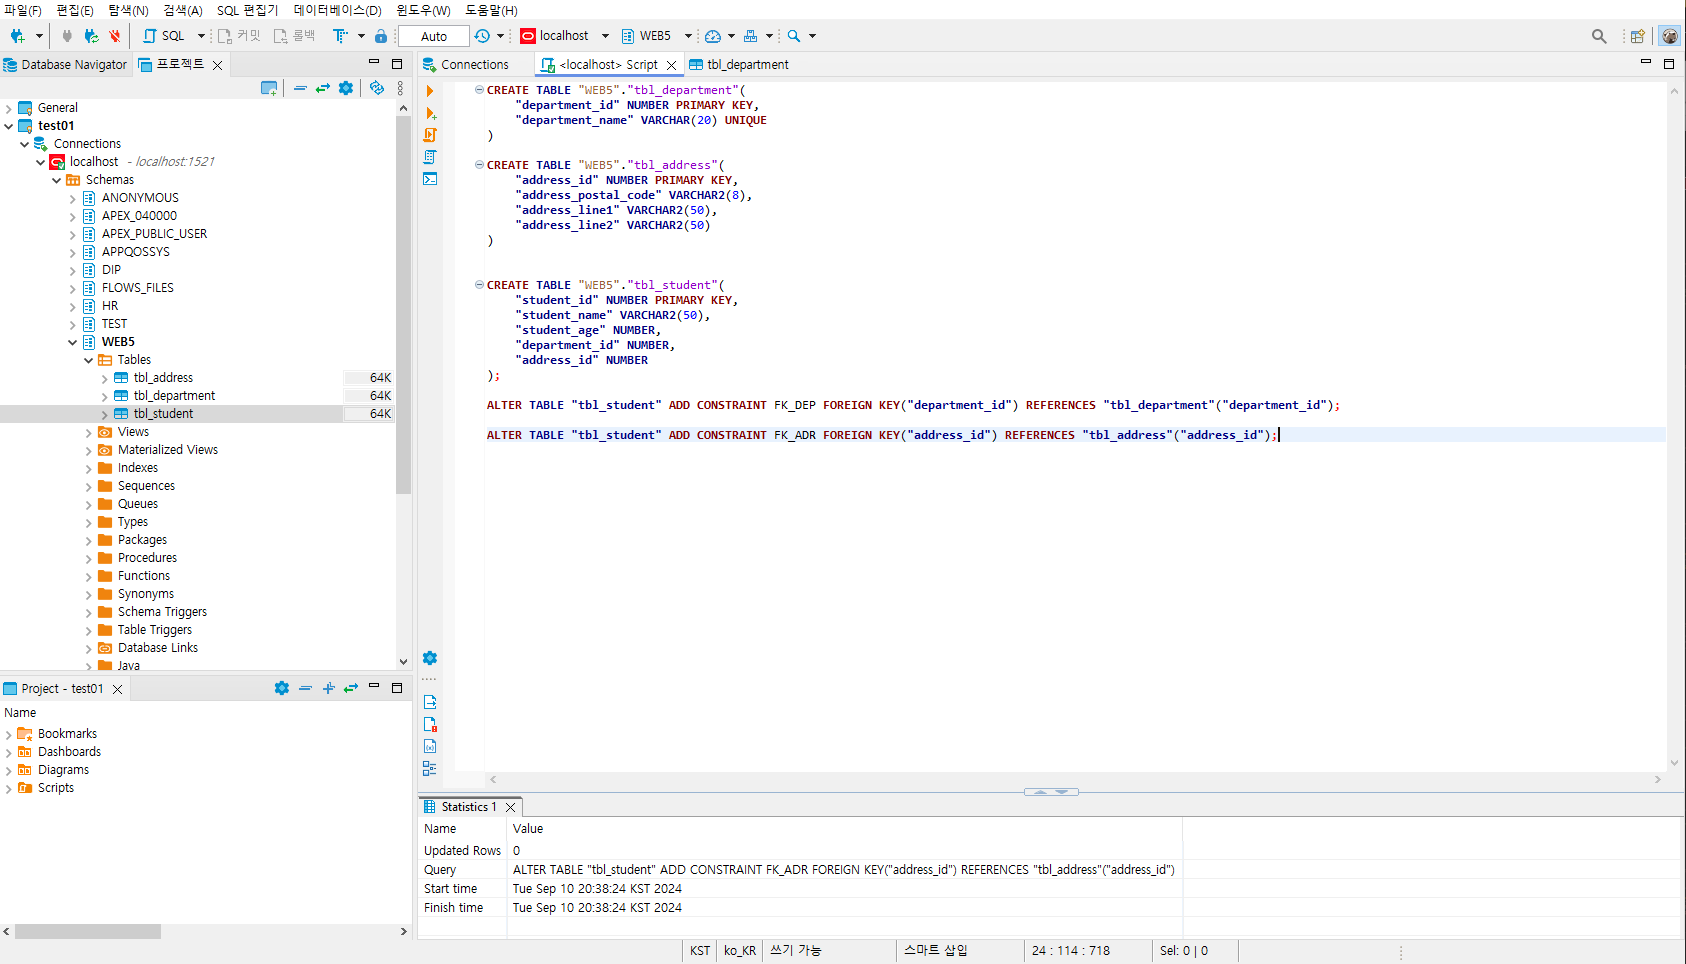 파일(F) 편집(E) 탐색(N) 검색(A) SQL 편집기 데이터베이스(D) 윈도우(W) 도움말(H)
SQL 커밋 롤백 Auto localhost WEB5
Database Navigator 프로젝트
General
test01
Connections
localhost - localhost:1521
Schemas
ANONYMOUS
APEX_040000
APEX_PUBLIC_USER
APPQOSSYS
DIP
FLOWS_FILES
HR
TEST
WEB5
Tables
tbl_address 64K
tbl_department 64K
tbl_student 64K
Views
Materialized Views
Indexes
Sequences
Queues
Types
Packages
Procedures
Functions
Synonyms
Schema Triggers
Table Triggers
Database Links
Java
Project - test01
Name
Bookmarks
Dashboards
Diagrams
Scripts
Connections <localhost> Script tbl_department
CREATE TABLE "WEB5"."tbl_department"(
"department_id" NUMBER PRIMARY KEY,
"department_name" VARCHAR(20) UNIQUE
)
CREATE TABLE "WEB5"."tbl_address"(
"address_id" NUMBER PRIMARY KEY,
"address_postal_code" VARCHAR2(8),
"address_line1" VARCHAR2(50),
"address_line2" VARCHAR2(50)
)
CREATE TABLE "WEB5"."tbl_student"(
"student_id" NUMBER PRIMARY KEY,
"student_name" VARCHAR2(50),
"student_age" NUMBER,
"department_id" NUMBER,
"address_id" NUMBER
);
ALTER TABLE "tbl_student" ADD CONSTRAINT FK_DEP FOREIGN KEY("department_id") REFERENCES "tbl_department"("department_id");
ALTER TABLE "tbl_student" ADD CONSTRAINT FK_ADR FOREIGN KEY("address_id") REFERENCES "tbl_address"("address_id");
Statistics 1
Name Value
Updated Rows 0
Query ALTER TABLE "tbl_student" ADD CONSTRAINT FK_ADR FOREIGN KEY("address_id") REFERENCES "tbl_address"("address_id")
Start time Tue Sep 10 20:38:24 KST 2024
Finish time Tue Sep 10 20:38:24 KST 2024
KST ko_KR 쓰기 가능 스마트 삽입 24 : 114 : 718 Sel: 0 | 0